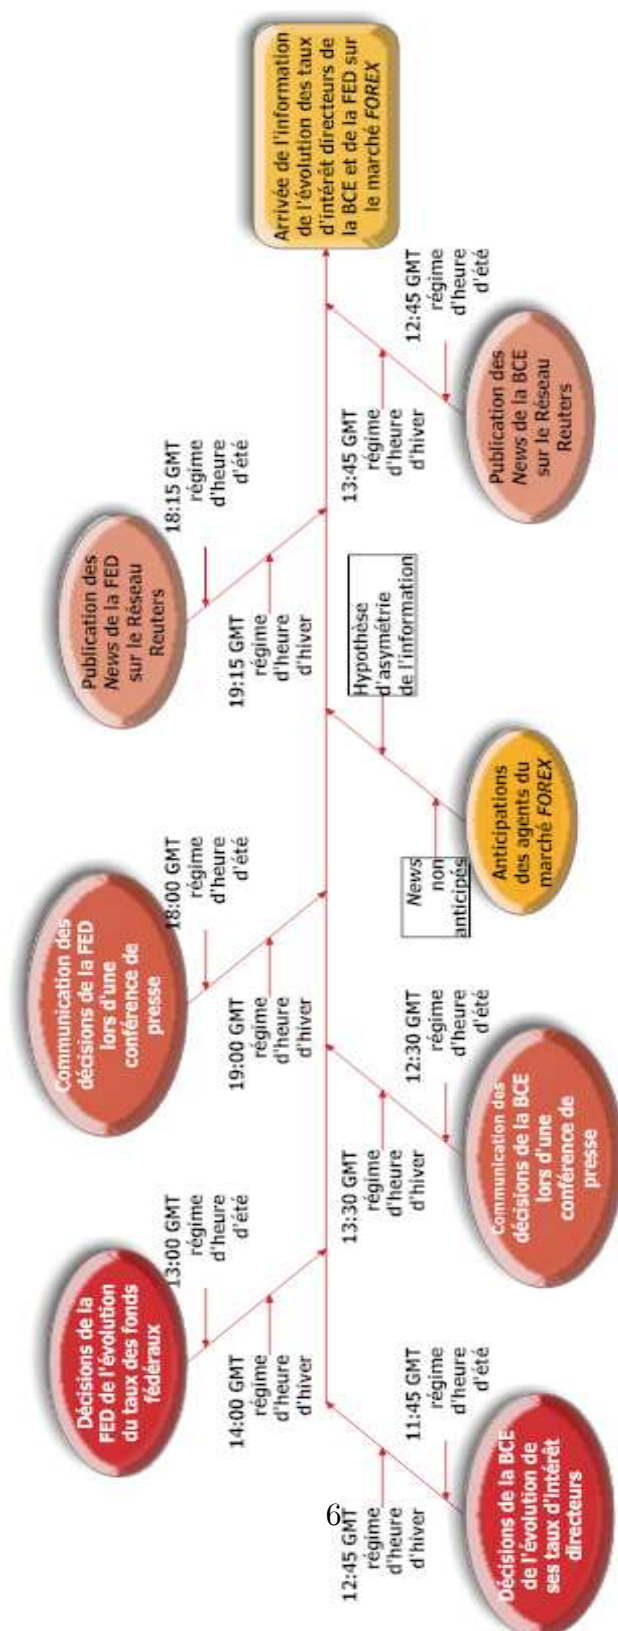 Décisions de la
FED de l'évolution
du taux des fonds
fédéraux
13:00 GMT
régime
d'heure
d'été
14:00 GMT
régime
d'heure
d'hiver
Communication des
décisions de la FED
lors d'une
conférence de
presse
18:00 GMT
régime
d'heure
d'été
19:00 GMT
régime
d'heure
d'hiver
Publication des
News de la FED
sur le Réseau
Reuters
18:15 GMT
régime
d'heure
d'été
19:15 GMT
régime
d'heure
d'hiver
Arrivée de l'information
de l'évolution des taux
d'intérêt directeurs de
la BCE et de la FED sur
le marché FOREX
12:45 GMT
régime
d'heure
d'hiver
11:45 GMT
régime
d'heure
d'été
Décisions de la BCE
de l'évolution de
ses taux d'intérêt
directeurs
13:30 GMT
régime
d'heure
d'hiver
12:30 GMT
régime
d'heure
d'été
Communication des
décisions de la BCE
lors d'une
conférence de
presse
Hypothèse
d'asymétrie
de l'information
News
non
anticipés
Anticipations
des agents du
marché FOREX
13:45 GMT
régime
d'heure
d'hiver
12:45 GMT
régime
d'heure
d'été
Publication des
News de la BCE
sur le Réseau
Reuters
6